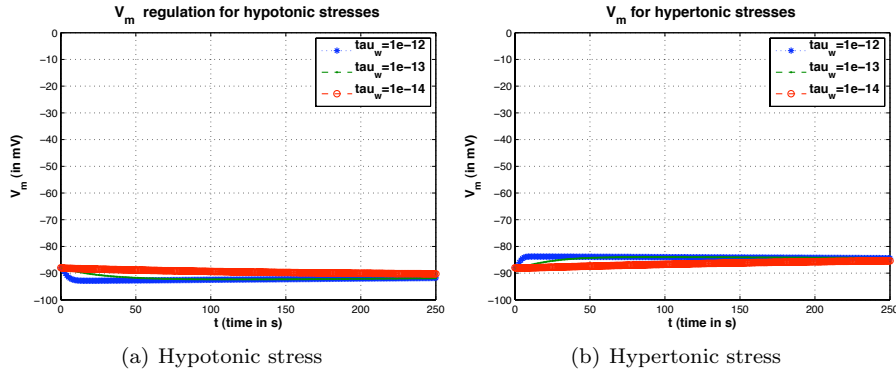 V_m regulation for hypotonic stresses
0
−10
−20
−30
−40
−50
−60
−70
−80
−90
−100
V_m (in mV)
tau_w=1e−12
tau_w=1e−13
tau_w=1e−14
0 50 100 150 200 250
t (time in s)
(a) Hypotonic stress
V_m for hypertonic stresses
0
−10
−20
−30
−40
−50
−60
−70
−80
−90
−100
V_m (in mV)
tau_w=1e−12
tau_w=1e−13
tau_w=1e−14
0 50 100 150 200 250
t (time in s)
(b) Hypertonic stress